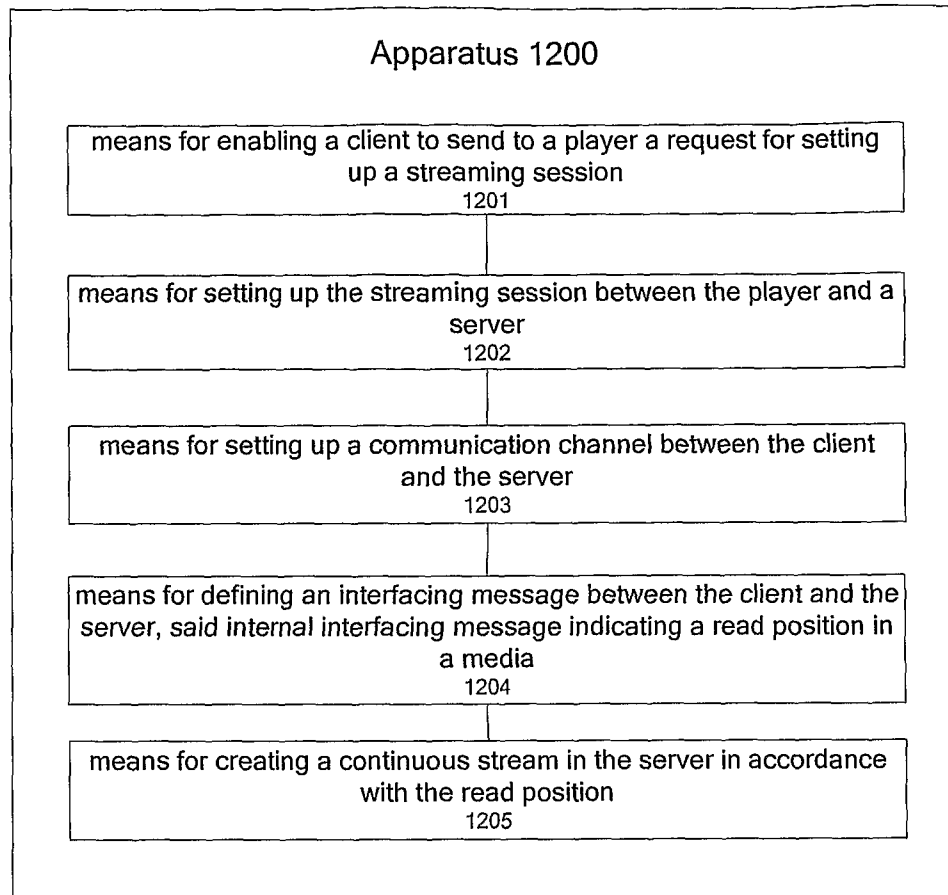 Apparatus 1200
means for enabling a client to send to a player a request for setting
up a streaming session
1201
means for setting up the streaming session between the player and a
server
1202
means for setting up a communication channel between the client
and the server
1203
means for defining an interfacing message between the client and the
server, said internal interfacing message indicating a read position in
a media
1204
means for creating a continuous stream in the server in accordance
with the read position
1205